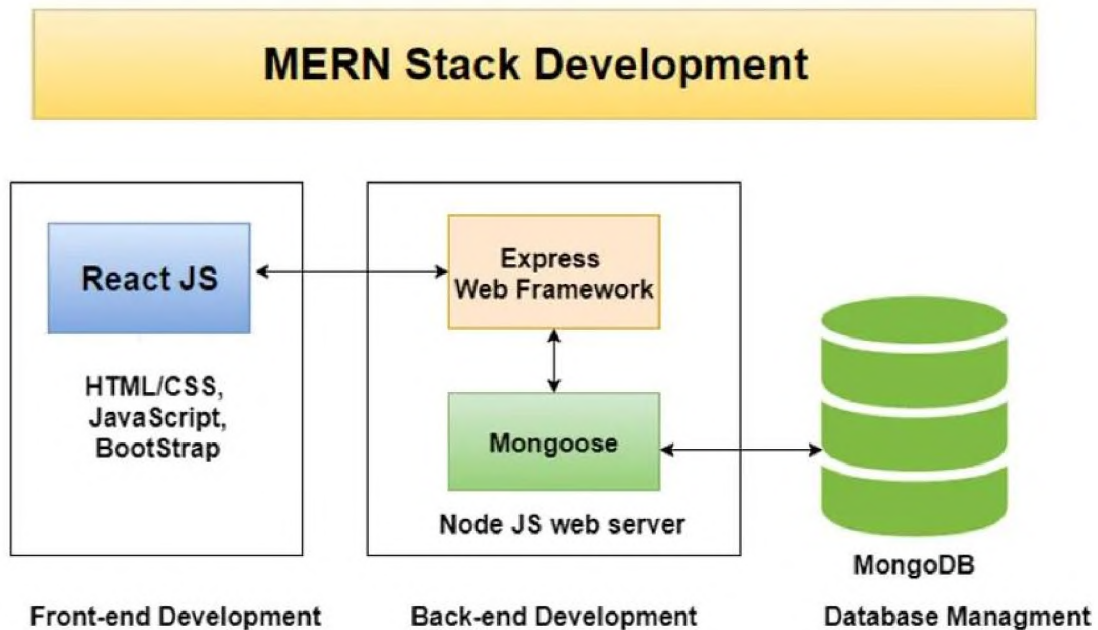 MERN Stack Development
React JS
HTML/CSS,
JavaScript,
BootStrap
Express
Web Framework
Mongoose
Node JS web server
MongoDB
Front-end Development
Back-end Development
Database Managment